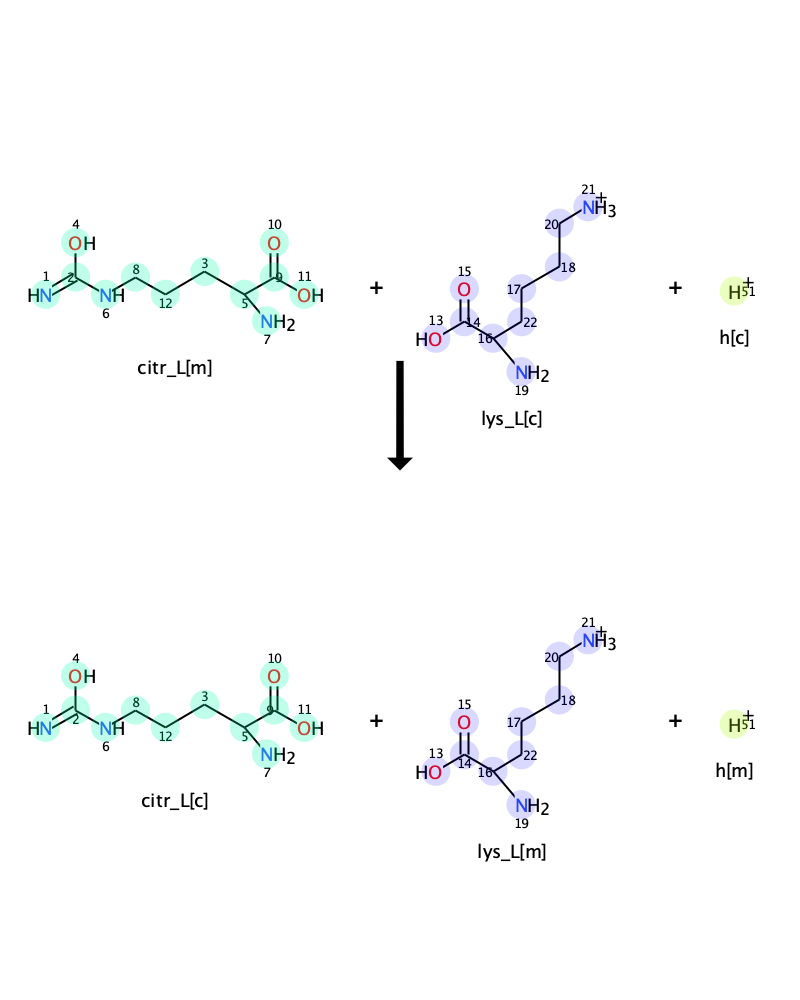 4
OH
1
HN
2
NH
6
8
12
3
5
10
O
9
11
OH
NH2
7
citr_L[m]
+
15
O
13
HO
14
16
NH2
19
17
22
18
20
21
NH3
+
lys_L[c]
+
H+
51
h[c]
4
OH
1
HN
2
NH
6
8
12
3
5
10
O
9
11
OH
NH2
7
citr_L[c]
+
15
O
13
HO
14
16
NH2
19
17
22
18
20
21
NH3
+
lys_L[m]
+
H+
51
h[m]